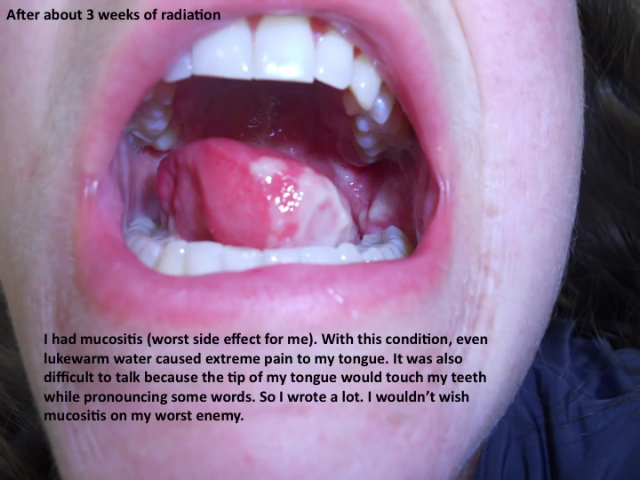 After about 3 weeks of radiation
I had mucositis (worst side effect for me). With this condition, even
lukewarm water caused extreme pain to my tongue. It was also
difficult to talk because the tip of my tongue would touch my teeth
while pronouncing some words. So I wrote a lot. I wouldn’t wish
mucositis on my worst enemy.